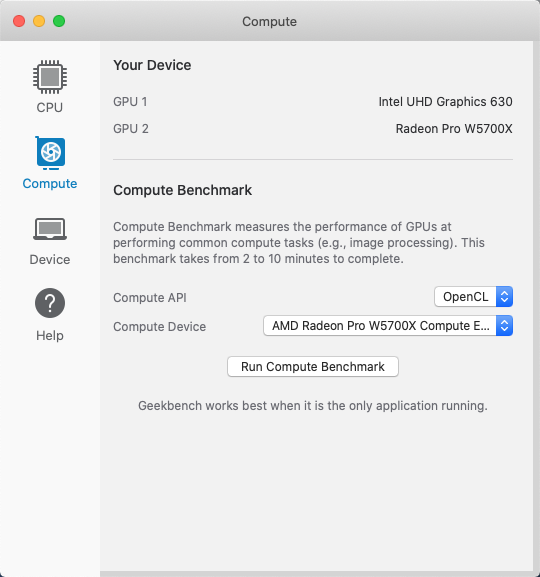 Compute
CPU
Compute
Device
Help
Your Device
GPU 1 Intel UHD Graphics 630
GPU 2 Radeon Pro W5700X
Compute Benchmark
Compute Benchmark measures the performance of GPUs at
performing common compute tasks (e.g., image processing). This
benchmark takes from 2 to 10 minutes to complete.
Compute API OpenCL
Compute Device AMD Radeon Pro W5700X Compute E...
Run Compute Benchmark
Geekbench works best when it is the only application running.